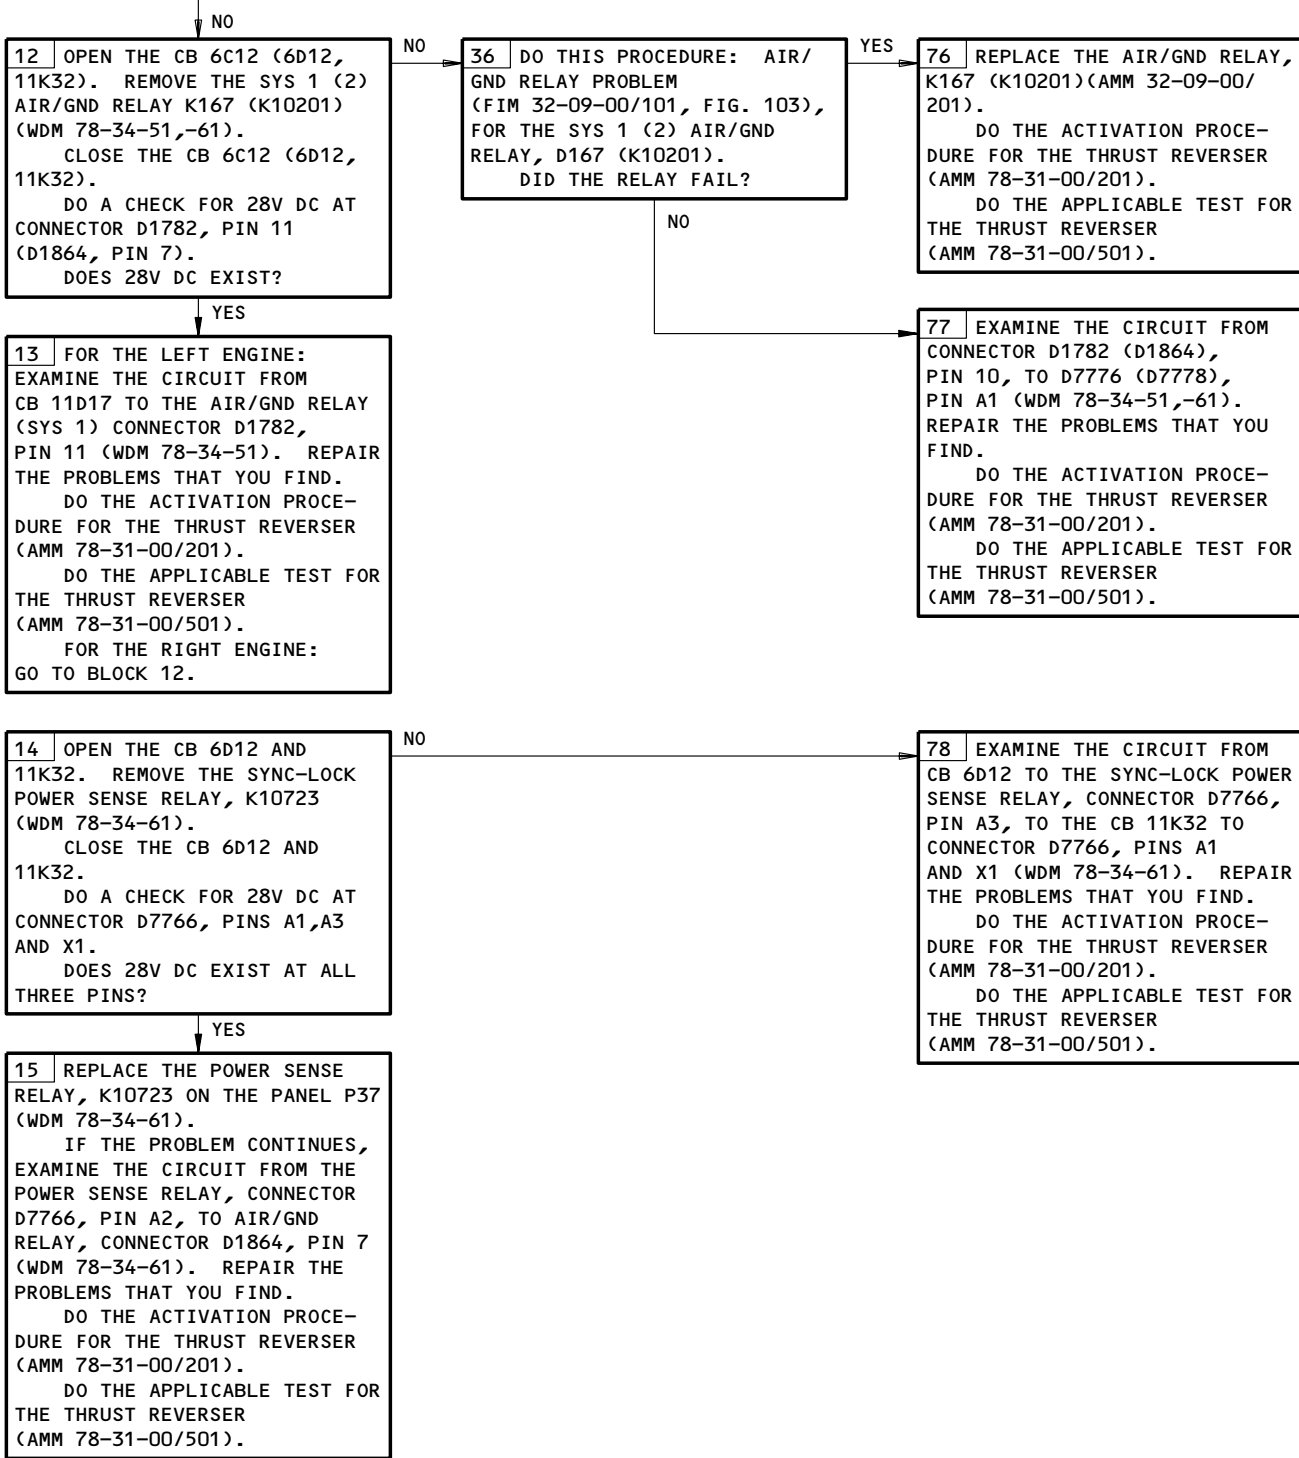 NO
12 OPEN THE CB 6C12 (6D12,
11K32). REMOVE THE SYS 1 (2)
AIR/GND RELAY K167 (K10201)
(WDM 78-34-51,-61).
CLOSE THE CB 6C12 (6D12,
11K32).
DO A CHECK FOR 28V DC AT
CONNECTOR D1782, PIN 11
(D1864, PIN 7).
DOES 28V DC EXIST?
NO
36 DO THIS PROCEDURE: AIR/
GND RELAY PROBLEM
(FIM 32-09-00/101, FIG. 103),
FOR THE SYS 1 (2) AIR/GND
RELAY, D167 (K10201).
DID THE RELAY FAIL?
YES
76 REPLACE THE AIR/GND RELAY,
K167 (K10201)(AMM 32-09-00/
201).
DO THE ACTIVATION PROCE-
DURE FOR THE THRUST REVERSER
(AMM 78-31-00/201).
DO THE APPLICABLE TEST FOR
THE THRUST REVERSER
(AMM 78-31-00/501).
NO
77 EXAMINE THE CIRCUIT FROM
CONNECTOR D1782 (D1864),
PIN 10, TO D7776 (D7778),
PIN A1 (WDM 78-34-51,-61).
REPAIR THE PROBLEMS THAT YOU
FIND.
DO THE ACTIVATION PROCE-
DURE FOR THE THRUST REVERSER
(AMM 78-31-00/201).
DO THE APPLICABLE TEST FOR
THE THRUST REVERSER
(AMM 78-31-00/501).
YES
13 FOR THE LEFT ENGINE:
EXAMINE THE CIRCUIT FROM
CB 11D17 TO THE AIR/GND RELAY
(SYS 1) CONNECTOR D1782,
PIN 11 (WDM 78-34-51). REPAIR
THE PROBLEMS THAT YOU FIND.
DO THE ACTIVATION PROCE-
DURE FOR THE THRUST REVERSER
(AMM 78-31-00/201).
DO THE APPLICABLE TEST FOR
THE THRUST REVERSER
(AMM 78-31-00/501).
FOR THE RIGHT ENGINE:
GO TO BLOCK 12.
14 OPEN THE CB 6D12 AND
11K32. REMOVE THE SYNC-LOCK
POWER SENSE RELAY, K10723
(WDM 78-34-61).
CLOSE THE CB 6D12 AND
11K32.
DO A CHECK FOR 28V DC AT
CONNECTOR D7766, PINS A1,A3
AND X1.
DOES 28V DC EXIST AT ALL
THREE PINS?
NO
78 EXAMINE THE CIRCUIT FROM
CB 6D12 TO THE SYNC-LOCK POWER
SENSE RELAY, CONNECTOR D7766,
PIN A3, TO THE CB 11K32 TO
CONNECTOR D7766, PINS A1
AND X1 (WDM 78-34-61). REPAIR
THE PROBLEMS THAT YOU FIND.
DO THE ACTIVATION PROCE-
DURE FOR THE THRUST REVERSER
(AMM 78-31-00/201).
DO THE APPLICABLE TEST FOR
THE THRUST REVERSER
(AMM 78-31-00/501).
YES
15 REPLACE THE POWER SENSE
RELAY, K10723 ON THE PANEL P37
(WDM 78-34-61).
IF THE PROBLEM CONTINUES,
EXAMINE THE CIRCUIT FROM THE
POWER SENSE RELAY, CONNECTOR
D7766, PIN A2, TO AIR/GND
RELAY, CONNECTOR D1864, PIN 7
(WDM 78-34-61). REPAIR THE
PROBLEMS THAT YOU FIND.
DO THE ACTIVATION PROCE-
DURE FOR THE THRUST REVERSER
(AMM 78-31-00/201).
DO THE APPLICABLE TEST FOR
THE THRUST REVERSER
(AMM 78-31-00/501).